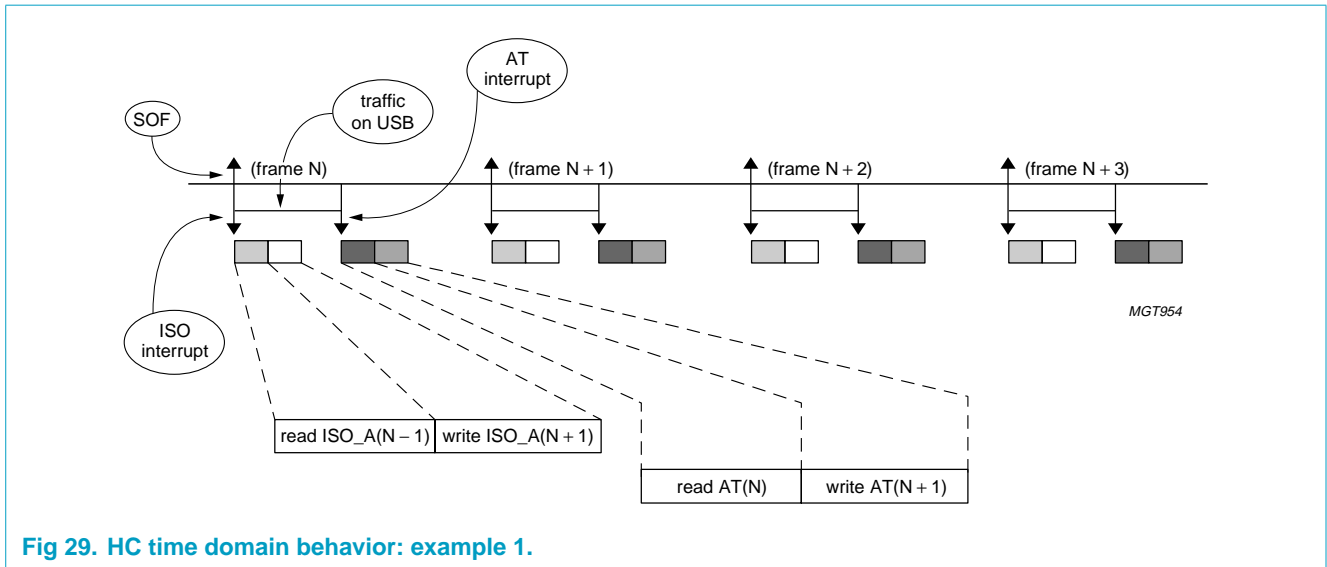 AT
interrupt
traffic
on USB
SOF
(frame N)
(frame N + 1)
(frame N + 2)
(frame N + 3)
MGT954
ISO
interrupt
read ISO_A(N − 1)
write ISO_A(N + 1)
read AT(N)
write AT(N + 1)
Fig 29. HC time domain behavior: example 1.